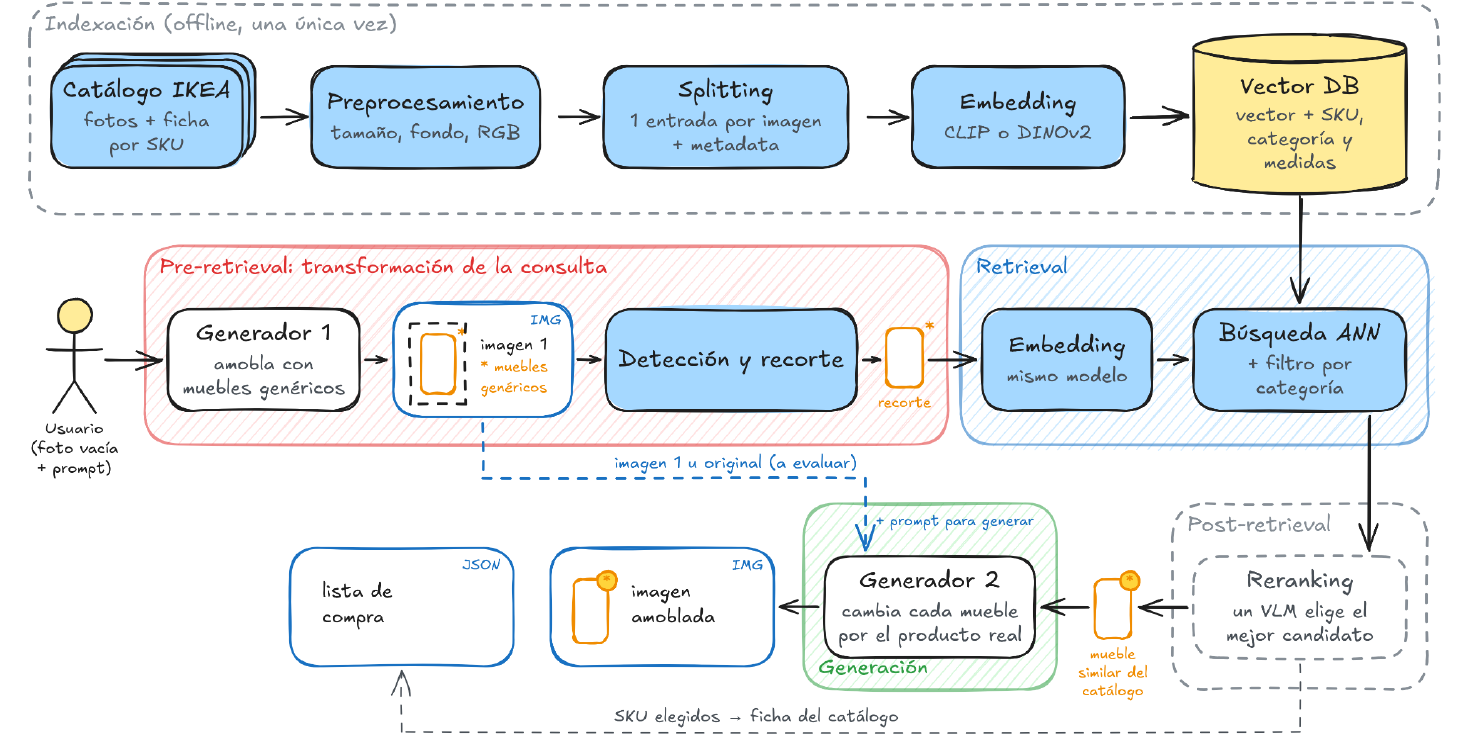 Indexación (offline, una única vez)
Catálogo IKEA
fotos + ficha
por SKU
Preprocesamiento
tamaño, fondo, RGB
Splitting
1 entrada por imagen
+ metadata
Embedding
CLIP o DINOv2
Vector DB
vector + SKU,
categoría y
medidas
Pre-retrieval: transformación de la consulta
Usuario
(foto vacía
+ prompt)
Generador 1
amobla con
muebles genéricos
IMG
*
imagen 1
* muebles
genéricos
Detección y recorte
*
recorte
Retrieval
Embedding
mismo modelo
Búsqueda ANN
+ filtro por
categoría
imagen 1 u original (a evaluar)
Post-retrieval
Reranking
un VLM elige el
mejor candidato
*
mueble
similar del
catálogo
+ prompt para generar
Generador 2
cambia cada mueble
por el producto real
Generación
IMG
*
imagen
amoblada
JSON
lista de
compra
SKU elegidos → ficha del catálogo